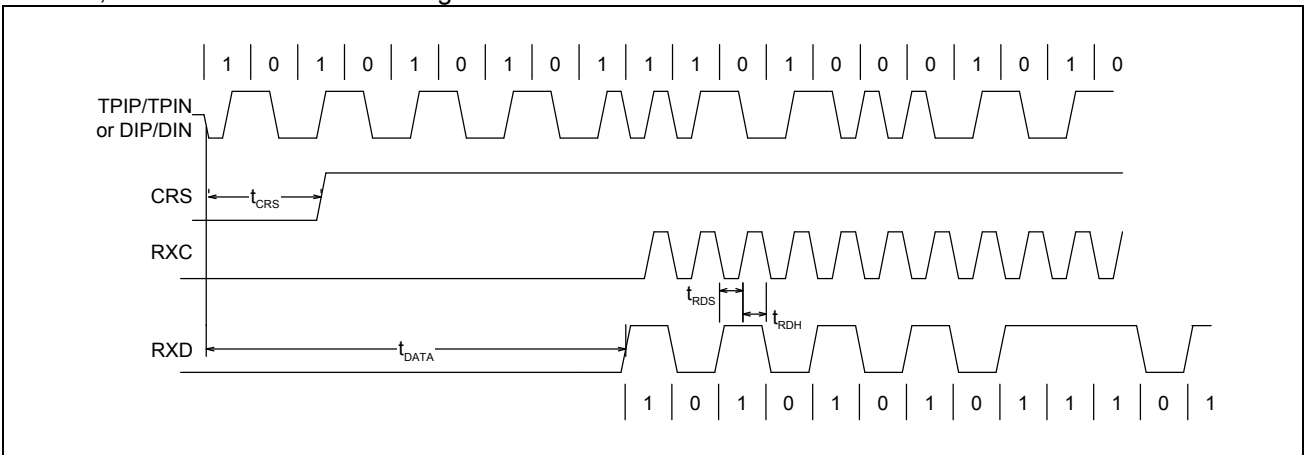 1 0 1 0 1 0 1 0 1 1 1 0 1 0 0 0 1 0 1 0
TPIP/TPIN
or DIP/DIN
CRS
tCRS
RXC
tRDS
tRDH
RXD
tDATA
1 0 1 0 1 0 1 0 1 1 1 0 1